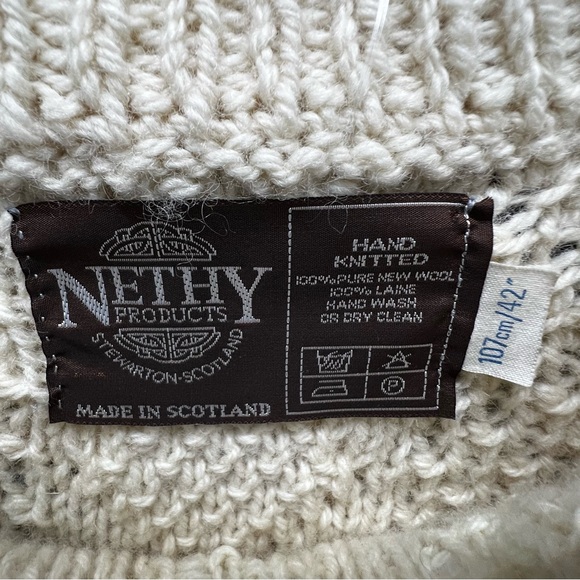 NETHY
PRODUCTS
STEWARTON·SCOTLAND
MADE IN SCOTLAND
HAND
KNITTED
100% PURE NEW WOOL
100% LAINE
HAND WASH
OR DRY CLEAN
P
107cm/42"